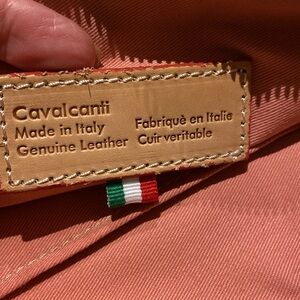 Cavalcanti
Made in Italy
Genuine Leather
Fabriquè en Italie
Cuir veritable